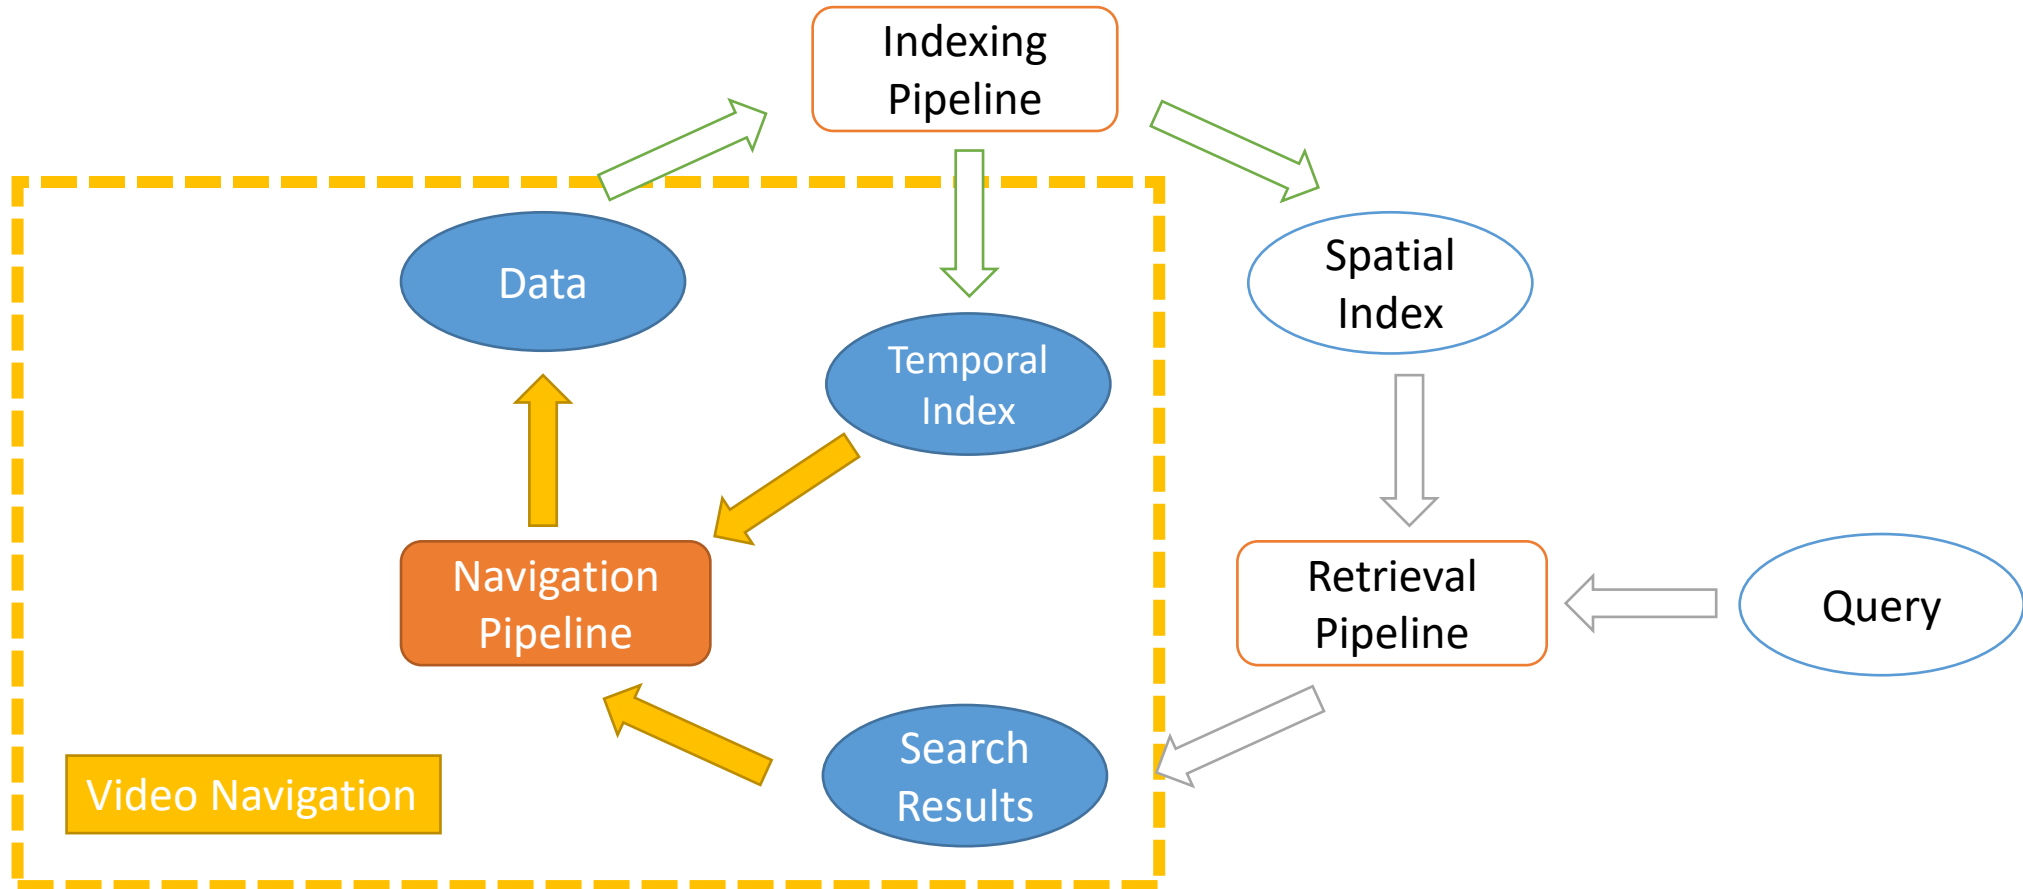 Indexing
Pipeline
Data
Spatial
Index
Temporal
Index
Navigation
Pipeline
Retrieval
Pipeline
Query
Search
Results
Video Navigation